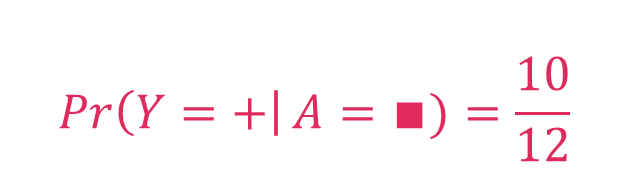 Pr(Y = +| A = ■) = 10/12